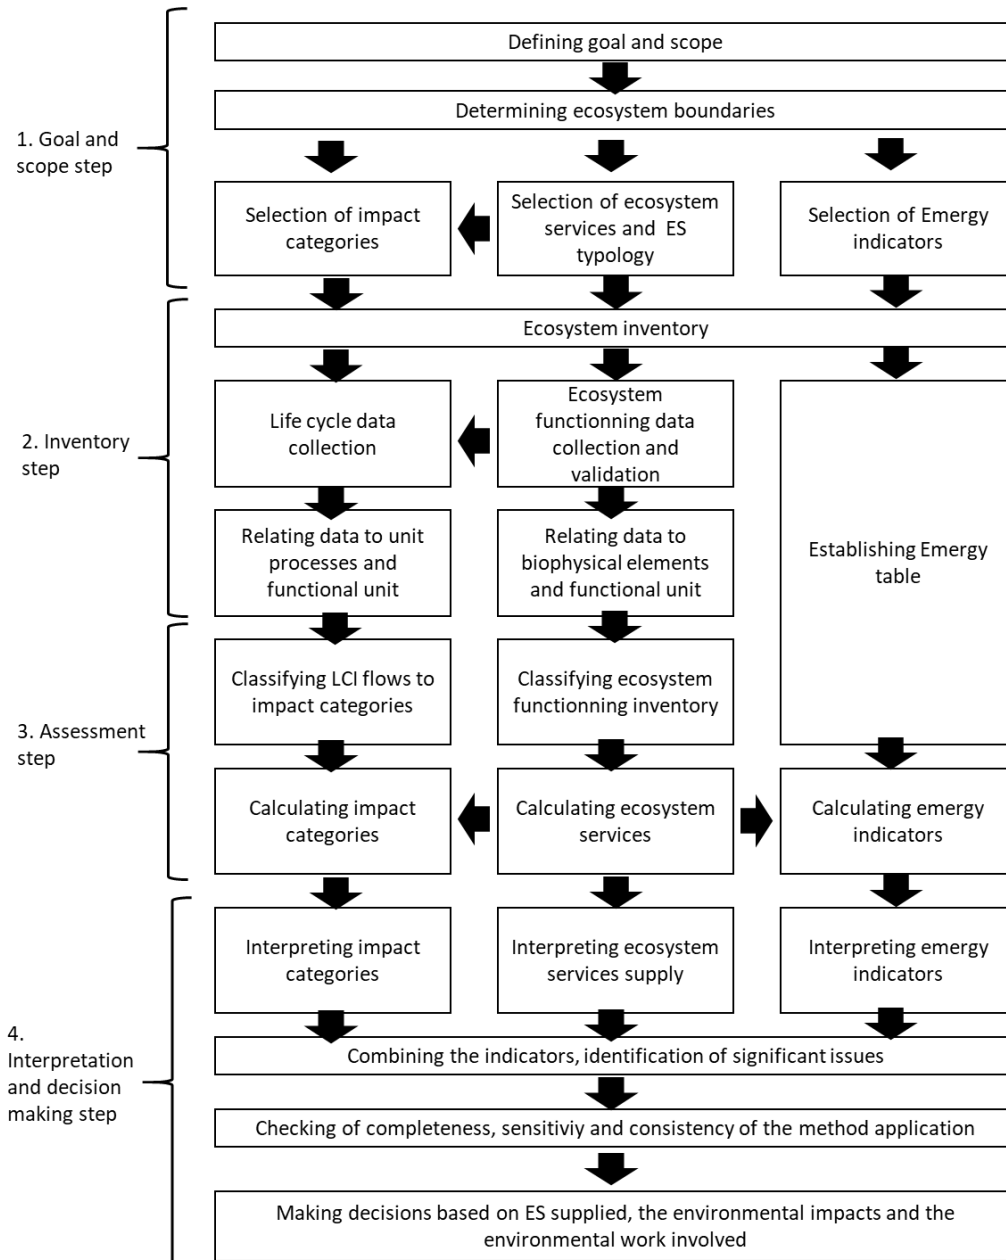 Defining goal and scope
Determining ecosystem boundaries
1. Goal and
scope step
Selection of impact
categories
Selection of ecosystem
services and ES
typology
Selection of Emergy
indicators
Ecosystem inventory
2. Inventory
step
Life cycle data
collection
Ecosystem
functionning data
collection and
validation
Relating data to unit
processes and
functional unit
Relating data to
biophysical elements
and functional unit
Establishing Emergy
table
3. Assessment
step
Classifying LCI flows to
impact categories
Classifying ecosystem
functionning inventory
Calculating impact
categories
Calculating ecosystem
services
Calculating emergy
indicators
4.
Interpretation
and decision
making step
Interpreting impact
categories
Interpreting ecosystem
services supply
Interpreting emergy
indicators
Combining the indicators, identification of significant issues
Checking of completeness, sensitiviy and consistency of the method application
Making decisions based on ES supplied, the environmental impacts and the
environmental work involved